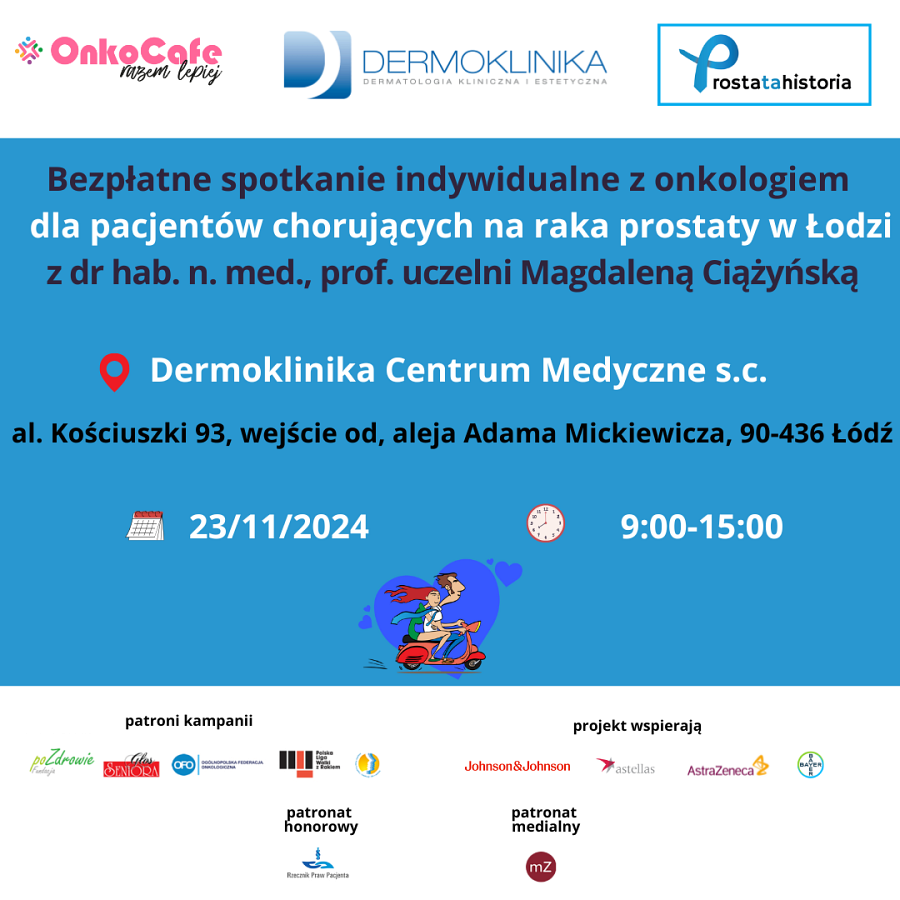 OnkoCafe
razem lepiej
DERMOKLINIKA
DERMATOLOGIA KLINICZNA I ESTETYCZNA
Prostatahistoria
Bezpłatne spotkanie indywidualne z onkologiem
dla pacjentów chorujących na raka prostaty w Łodzi
z dr hab. n. med., prof. uczelni Magdaleną Ciążyńską
Dermoklinika Centrum Medyczne s.c.
al. Kościuszki 93, wejście od, aleja Adama Mickiewicza, 90-436 Łódź
23/11/2024
9:00-15:00
patroni kampanii
projekt wspierają
poZdrowie
Fundacja
Głos
SENIORA
OFO
OGÓLNOPOLSKA FEDERACJA
ONKOLOGICZNA
Polska
Liga
Walki
z Rakiem
Johnson&Johnson
astellas
AstraZeneca
BAYER
BAYER
patronat
honorowy
patronat
medialny
Rzecznik Praw Pacjenta
mZ